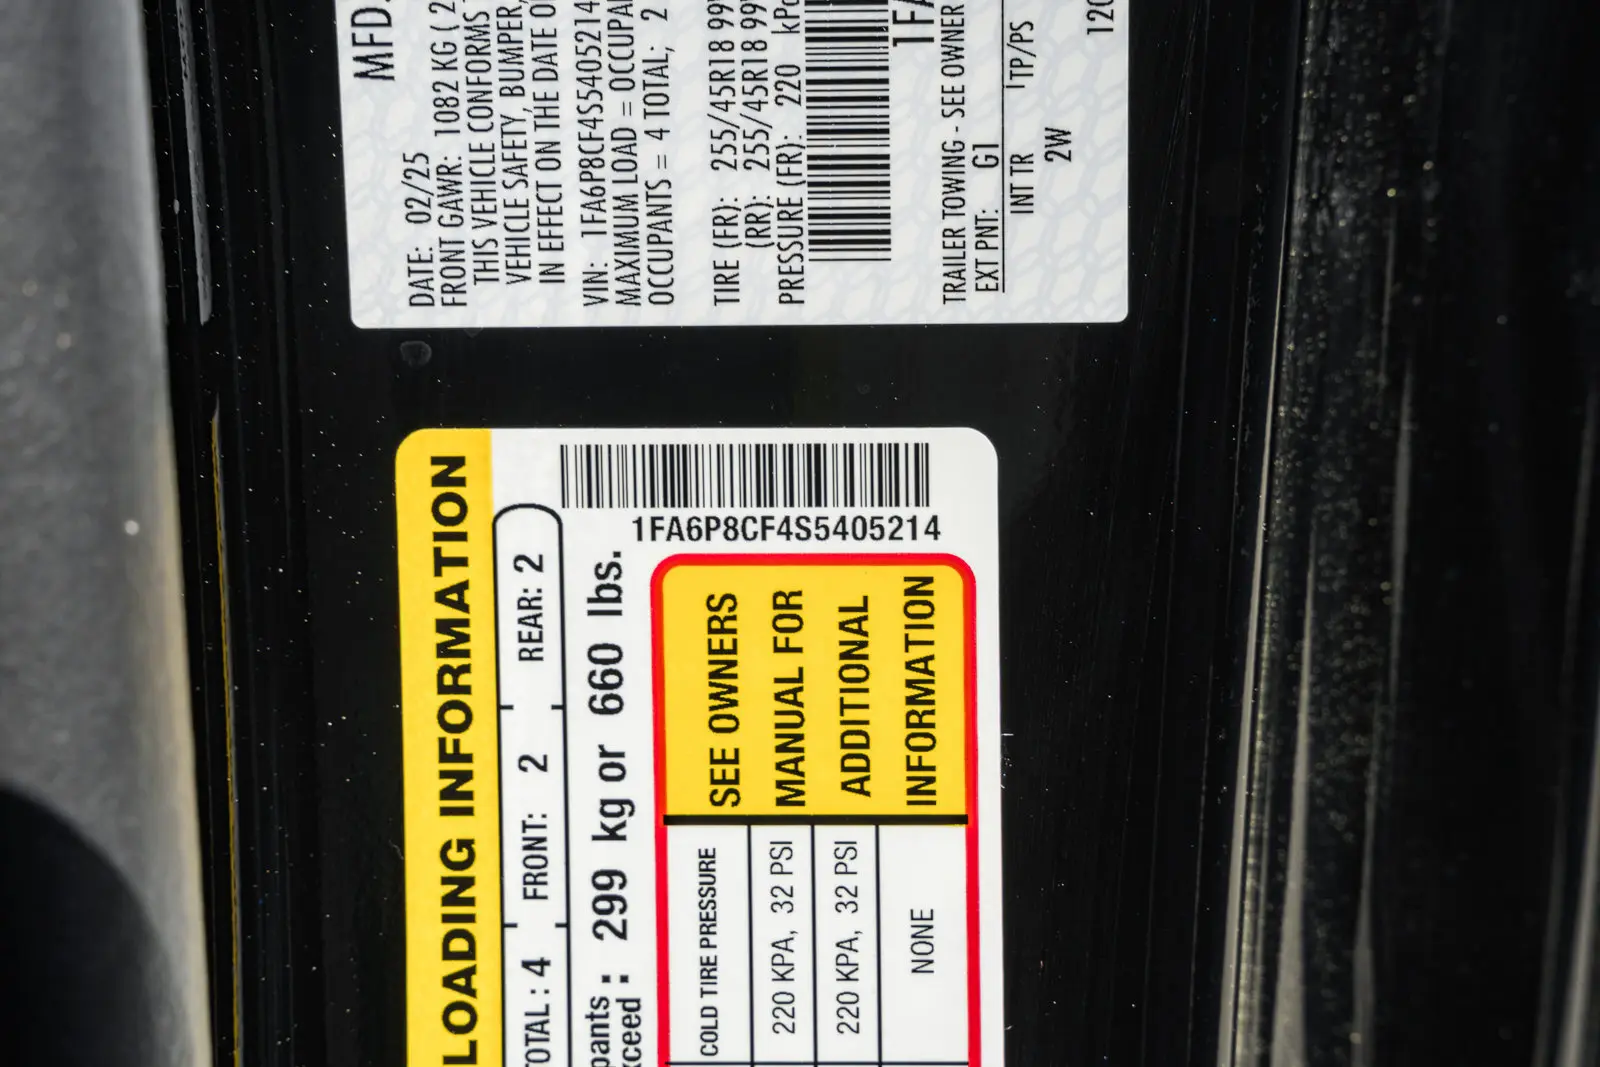 MFD.
DATE: 02/25
FRONT GAWR: 1082 KG ( 2
THIS VEHICLE CONFORMS
VEHICLE SAFETY, BUMPER,
IN EFFECT ON THE DATE
VIN: 1FA6P8CF4S5405214
MAXIMUM LOAD =
OCCUPANTS = 4 TOTAL; 2
TIRE (FR): 255/45R18 99
(RR): 255/45R18 99
PRESSURE (FR): 220 kPa
TRAILER TOWING - SEE OWNER
EXT PNT: G1
INT TR TP/PS
2W
LOADING INFORMATION
1FA6P8CF4S5405214
: 4 FRONT: 2 REAR: 2
: 299 kg or 660 lbs.
SEE OWNERS
MANUAL FOR
ADDITIONAL
INFORMATION
COLD TIRE PRESSURE
220 KPA, 32 PSI
220 KPA, 32 PSI
NONE